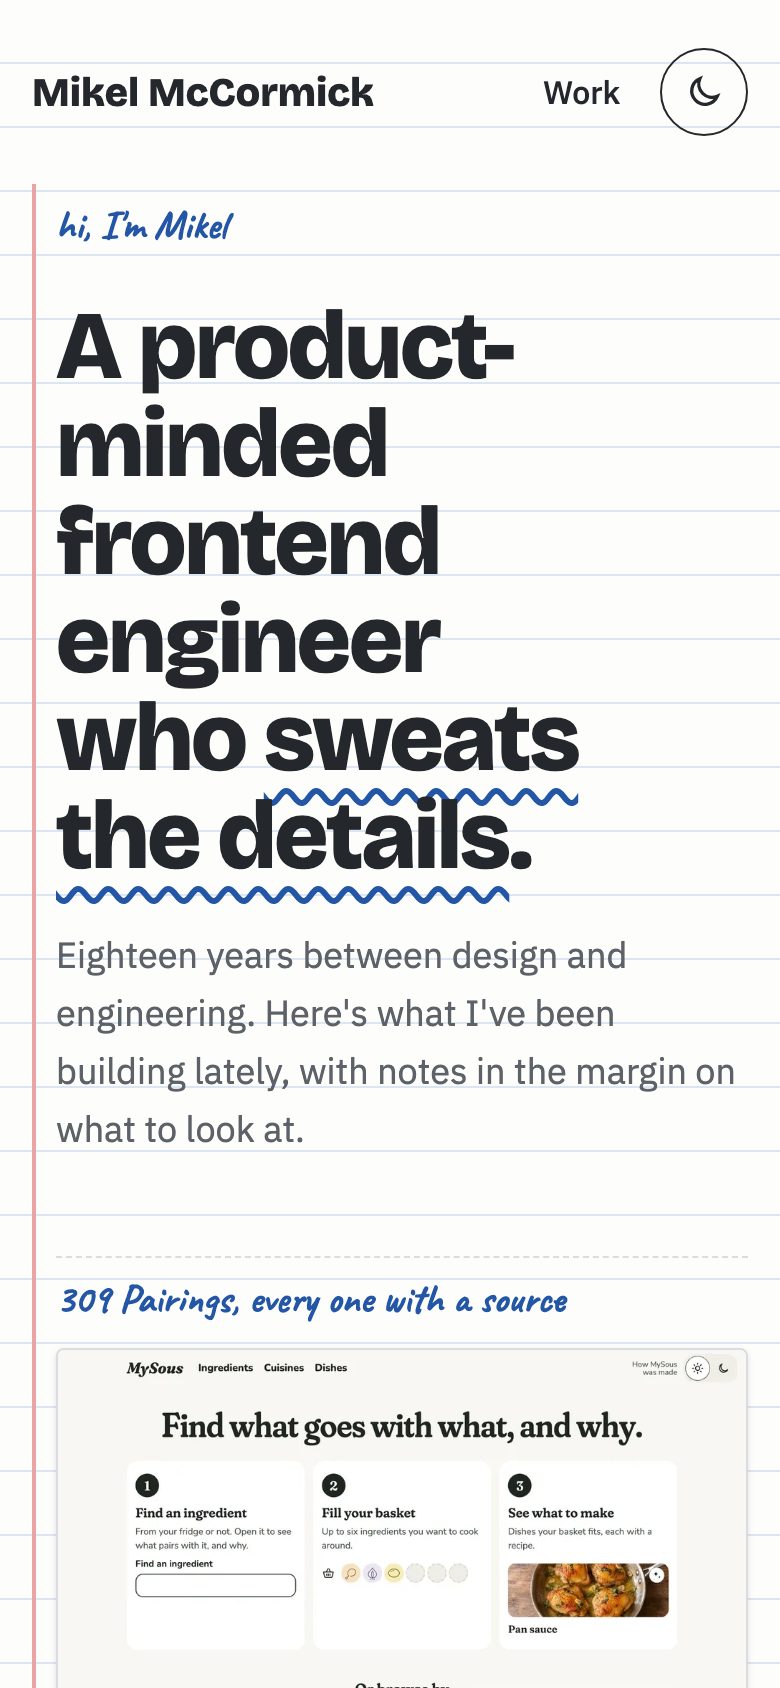 Mikel McCormick
Work
hi, I'm Mikel
A product-
minded
frontend
engineer
who sweats
the details.
Eighteen years between design and
engineering. Here's what I've been
building lately, with notes in the margin on
what to look at.
309 Pairings, every one with a source
MySous
Ingredients Cuisines Dishes
How MySous
was made
Find what goes with what, and why.
1
Find an ingredient
From your fridge or not. Open it to see
what pairs with it, and why.
Find an ingredient
2
Fill your basket
Up to six ingredients you want to cook
around.
3
See what to make
Dishes your basket fits, each with a
recipe.
Pan sauce